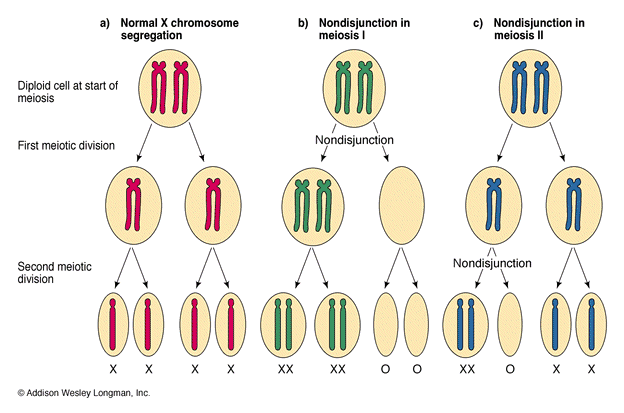 a) Normal X chromosome
segregation
b) Nondisjunction in
meiosis I
c) Nondisjunction in
meiosis II
Diploid cell at start of
meiosis
First meiotic division
Nondisjunction
Second meiotic
division
Nondisjunction
X X X X XX XX O O XX O X X
© Addison Wesley Longman, Inc.